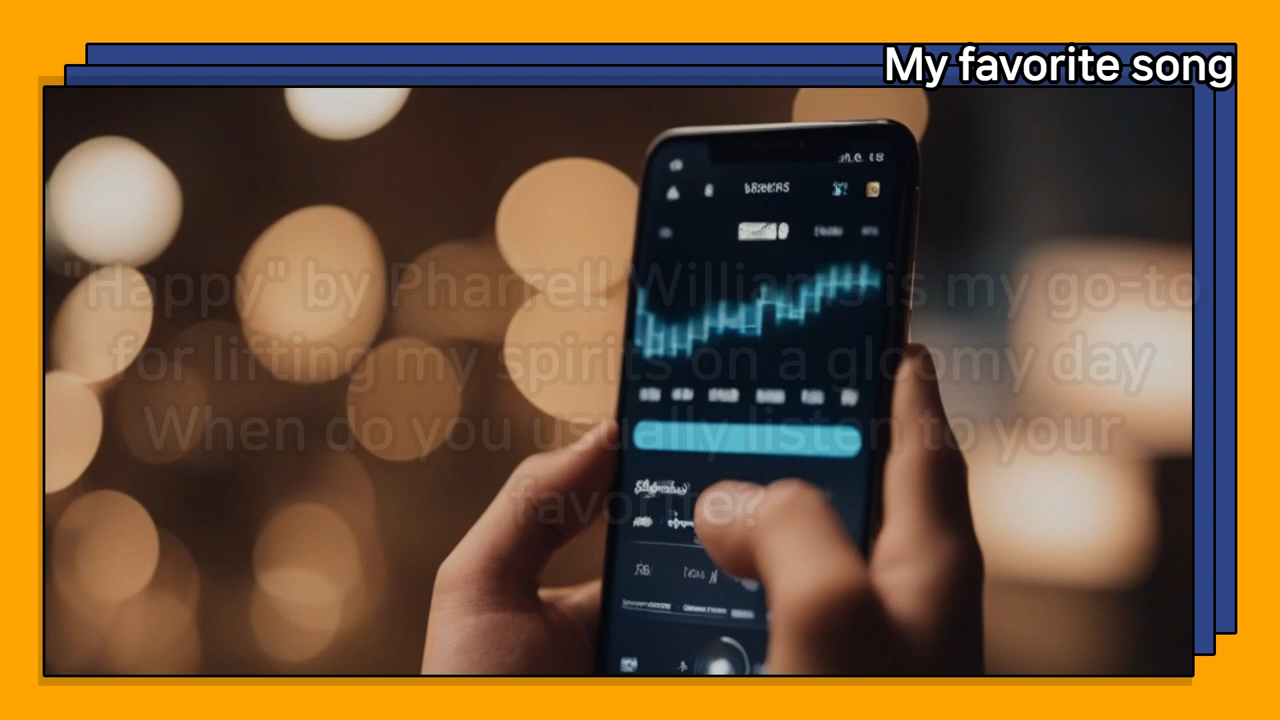 My favorite song
"Happy" by Pharrell Williams is my go-to
for lifting my spirits on a gloomy day
When do you usually listen to your
favorite?